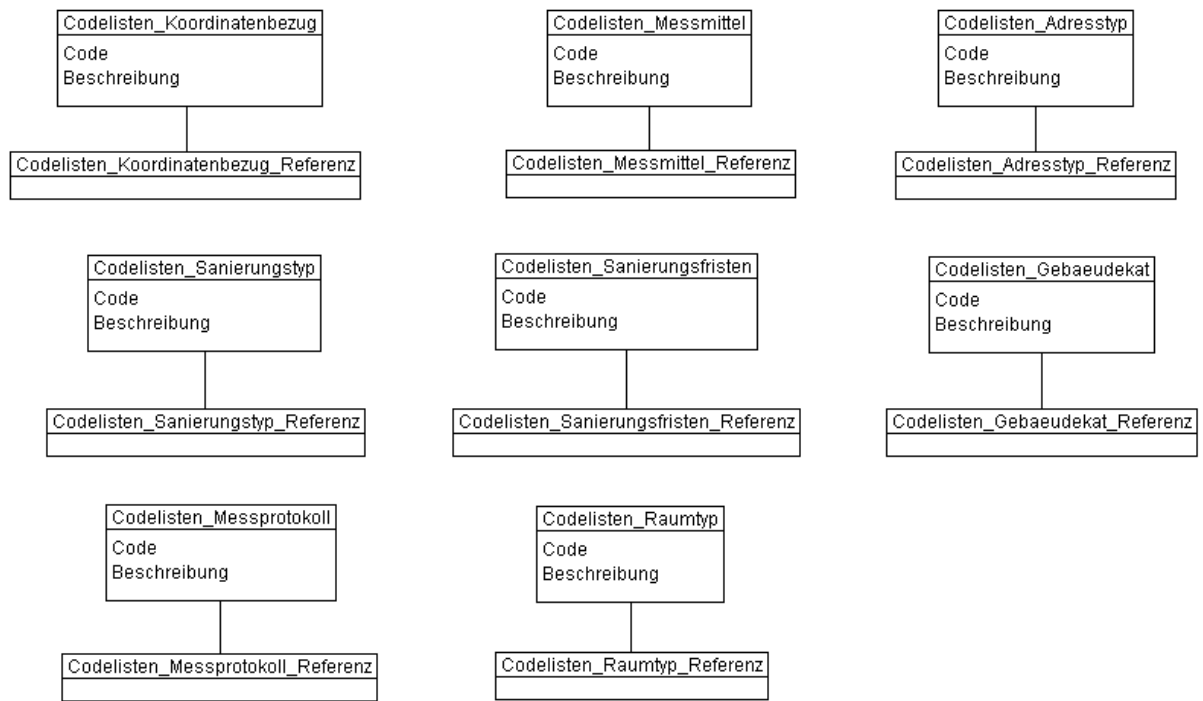 Codelisten_Koordinatenbezug
Code
Beschreibung
Codelisten_Koordinatenbezug_Referenz
Codelisten_Messmittel
Code
Beschreibung
Codelisten_Messmittel_Referenz
Codelisten_Adresstyp
Code
Beschreibung
Codelisten_Adresstyp_Referenz
Codelisten_Sanierungstyp
Code
Beschreibung
Codelisten_Sanierungstyp_Referenz
Codelisten_Sanierungsfristen
Code
Beschreibung
Codelisten_Sanierungsfristen_Referenz
Codelisten_Gebaeudekat
Code
Beschreibung
Codelisten_Gebaeudekat_Referenz
Codelisten_Messprotokoll
Code
Beschreibung
Codelisten_Messprotokoll_Referenz
Codelisten_Raumtyp
Code
Beschreibung
Codelisten_Raumtyp_Referenz